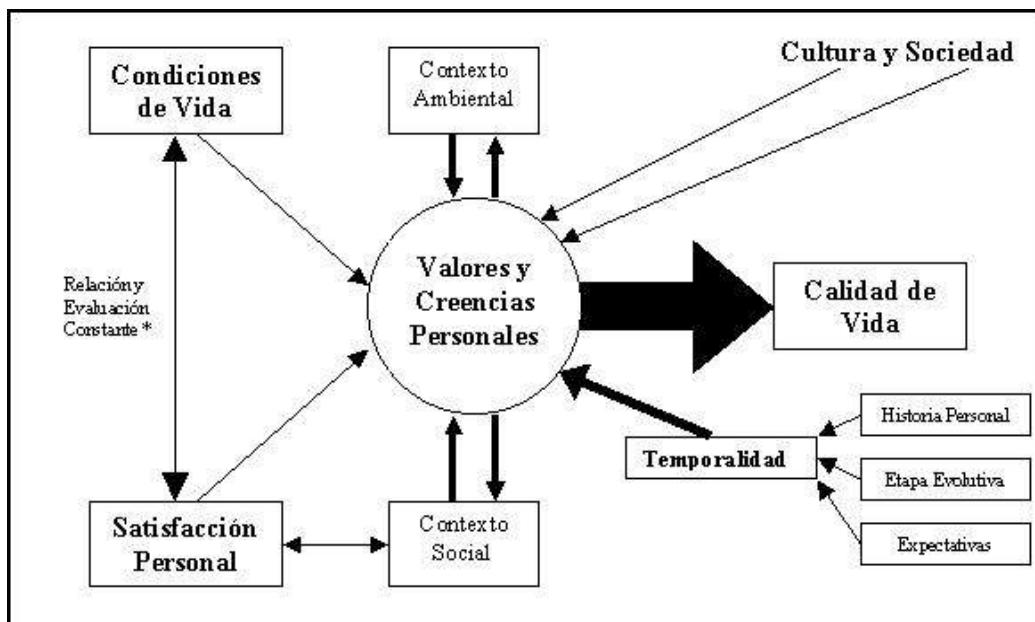 Condiciones
de Vida
Contexto
Ambiental
Cultura y Sociedad
Relación y
Evaluación
Constante *
Valores y
Creencias
Personales
Calidad de
Vida
Historia Personal
Temporalidad
Etapa Evolutiva
Expectativas
Satisfacción
Personal
Contexto
Social